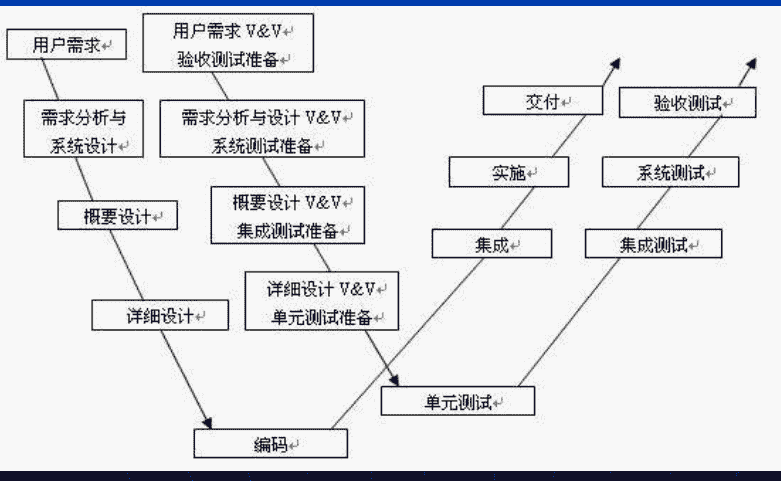 用户需求
用户需求 V&V
验收测试准备
需求分析与
系统设计
需求分析与设计 V&V
系统测试准备
交付
验收测试
实施
系统测试
概要设计
概要设计 V&V
集成测试准备
集成
集成测试
详细设计
详细设计 V&V
单元测试准备
单元测试
编码